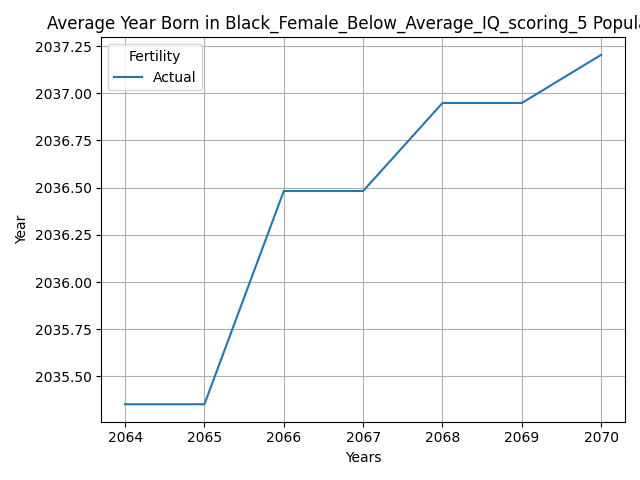 Average Year Born in Black_Female_Below_Average_IQ_scoring_5 Popula
Fertility
Actual
2037.25
2037.00
2036.75
2036.50
2036.25
2036.00
2035.75
2035.50
Year
2064 2065 2066 2067 2068 2069 2070
Years